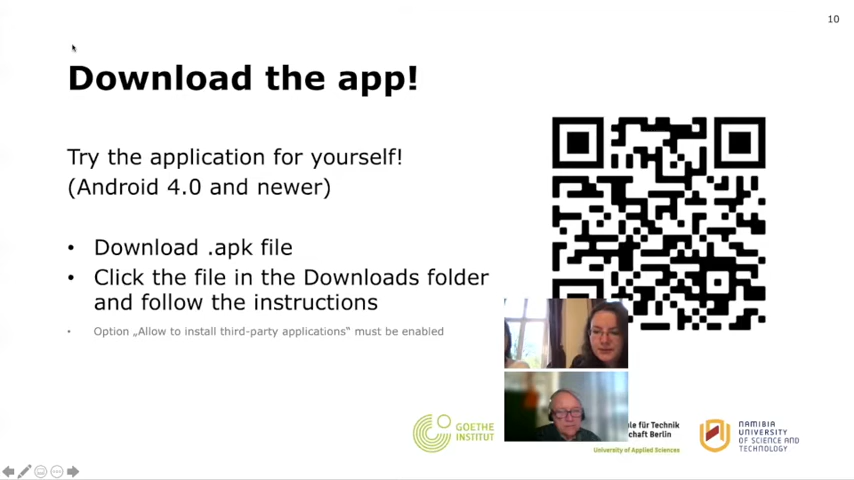 10
Download the app!
Try the application for yourself!
(Android 4.0 and newer)
• Download .apk file
• Click the file in the Downloads folder
and follow the instructions
• Option „Allow to install third-party applications“ must be enabled
GOETHE
INSTITUT
le für Technik
chaft Berlin
University of Applied Sciences
NAMIBIA
UNIVERSITY
OF SCIENCE AND
TECHNOLOGY